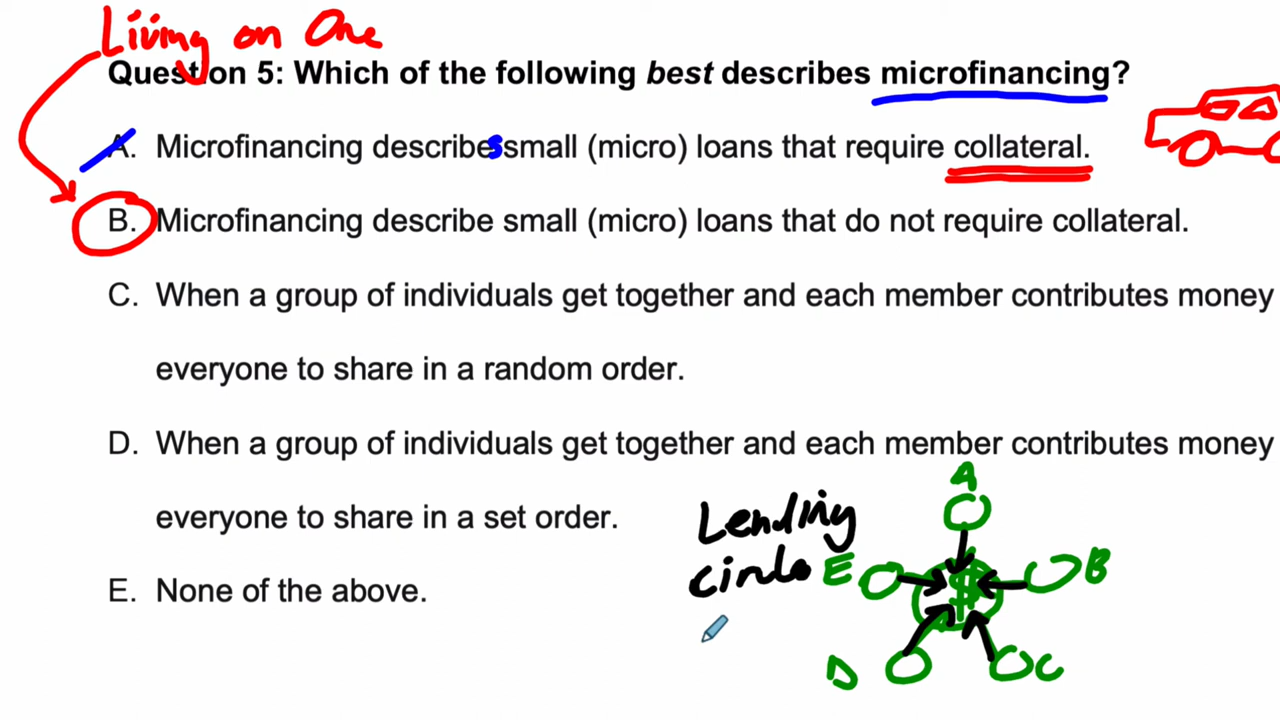 Living on One
Question 5: Which of the following best describes microfinancing?
A. Microfinancing describes small (micro) loans that require collateral.
B. Microfinancing describe small (micro) loans that do not require collateral.
C. When a group of individuals get together and each member contributes money
everyone to share in a random order.
D. When a group of individuals get together and each member contributes money
everyone to share in a set order.
A
Lending
circle E $ B
E. None of the above.
D C